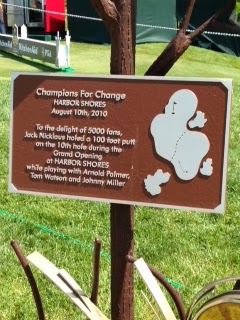 KitchenAid
PGA
Champions For Change
HARBOR SHORES
August 10th, 2010
To the delight of 5000 fans,
Jack Nicklaus holed a 100 foot putt
on the 10th hole during the
Grand Opening
at HARBOR SHORES
while playing with Arnold Palmer,
Tom Watson and Johnny Miller